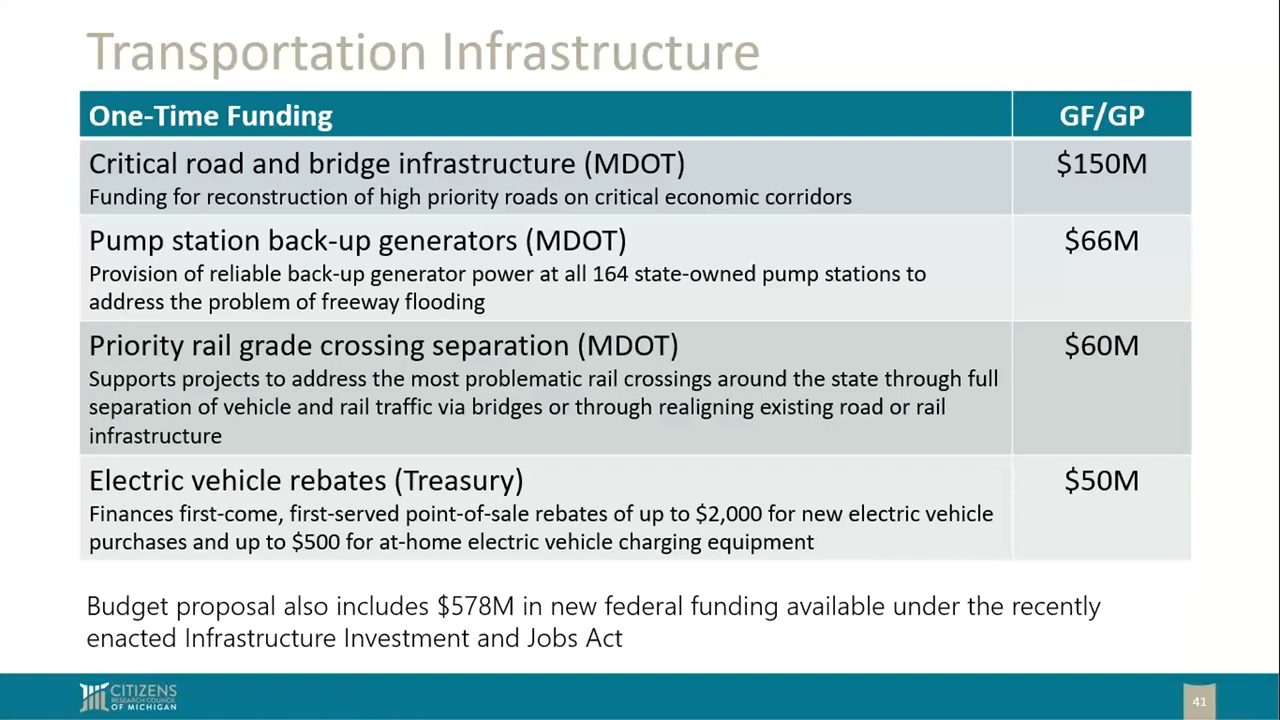 Transportation Infrastructure
One-Time Funding GF/GP
Critical road and bridge infrastructure (MDOT) $150M
Funding for reconstruction of high priority roads on critical economic corridors
Pump station back-up generators (MDOT) $66M
Provision of reliable back-up generator power at all 164 state-owned pump stations to
address the problem of freeway flooding
Priority rail grade crossing separation (MDOT) $60M
Supports projects to address the most problematic rail crossings around the state through full
separation of vehicle and rail traffic via bridges or through realigning existing road or rail
infrastructure
Electric vehicle rebates (Treasury) $50M
Finances first-come, first-served point-of-sale rebates of up to $2,000 for new electric vehicle
purchases and up to $500 for at-home electric vehicle charging equipment
Budget proposal also includes $578M in new federal funding available under the recently
enacted Infrastructure Investment and Jobs Act
CITIZENS
RESEARCH COUNCIL
OF MICHIGAN
41